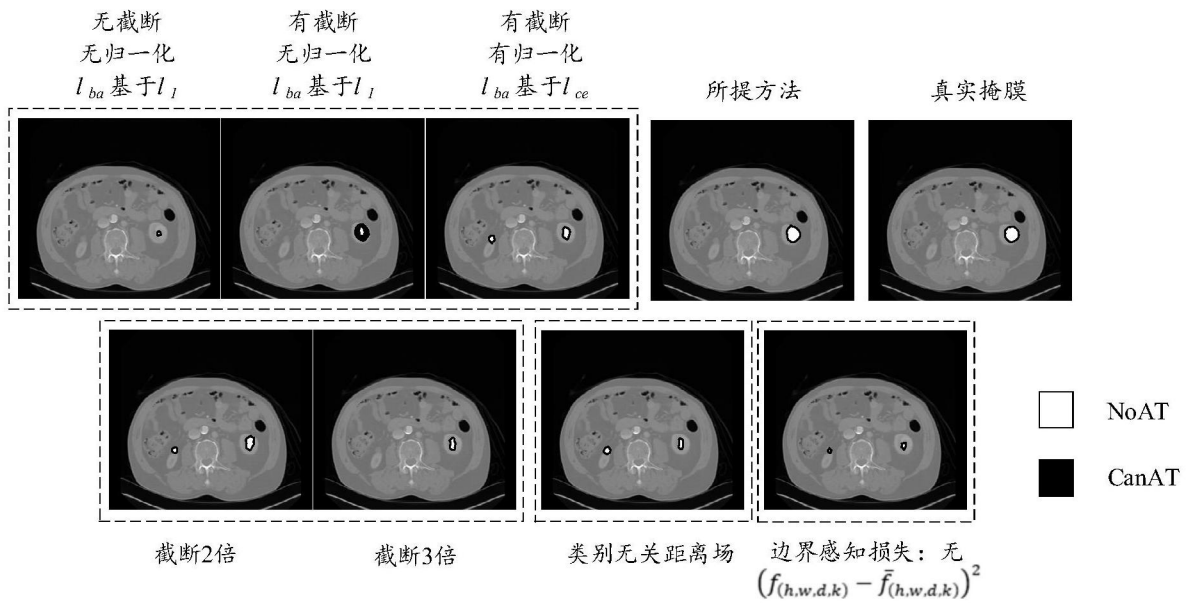 无截断
无归一化
l_ba 基于 l_1
有截断
无归一化
l_ba 基于 l_1
有截断
有归一化
l_ba 基于 l_ce
所提方法
真实掩膜
NoAT
CanAT
截断2倍
截断3倍
类别无关距离场
边界感知损失：无
(f_(h,w,d,k) − f̄_(h,w,d,k))²